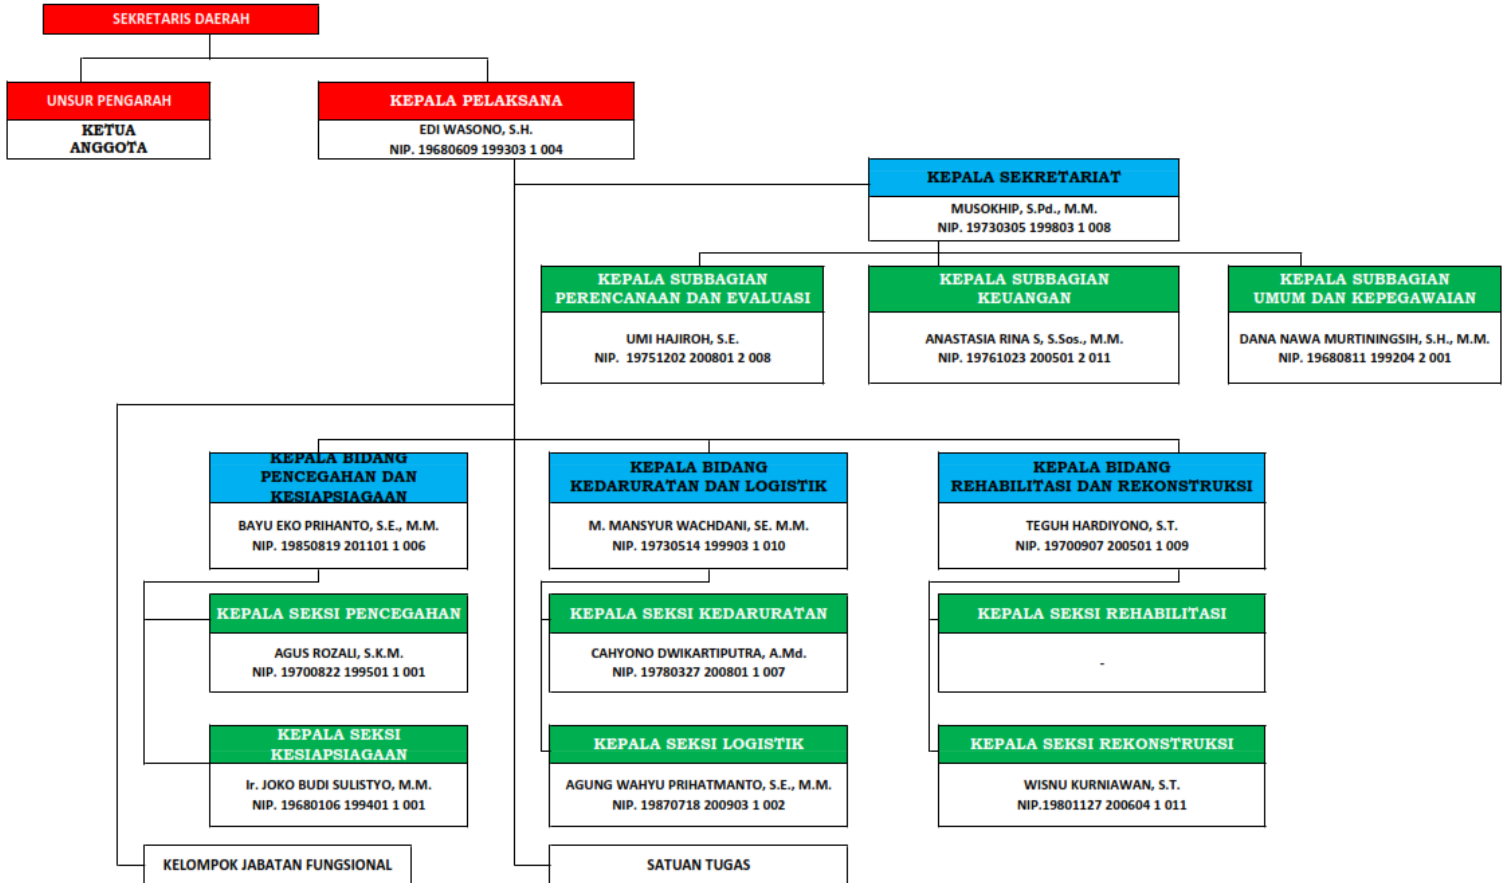 SEKRETARIS DAERAH
UNSUR PENGARAH
KETUA
ANGGOTA
KEPALA PELAKSANA
EDI WASONO, S.H.
NIP. 19680609 199303 1 004
KEPALA SEKRETARIAT
MUSOKHIP, S.Pd., M.M.
NIP. 19730305 199803 1 008
KEPALA SUBBAGIAN
PERENCANAAN DAN EVALUASI
UMI HAJIROH, S.E.
NIP.  19751202 200801 2 008
KEPALA SUBBAGIAN
KEUANGAN
ANASTASIA RINA S, S.Sos., M.M.
NIP. 19761023 200501 2 011
KEPALA SUBBAGIAN
UMUM DAN KEPEGAWAIAN
DANA NAWA MURTININGSIH, S.H., M.M.
NIP. 19680811 199204 2 001
KEPALA BIDANG
PENCEGAHAN DAN
KESIAPSIAGAAN
BAYU EKO PRIHANTO, S.E., M.M.
NIP. 19850819 201101 1 006
KEPALA BIDANG
KEDARURATAN DAN LOGISTIK
M. MANSYUR WACHDANI, SE. M.M.
NIP. 19730514 199903 1 010
KEPALA BIDANG
REHABILITASI DAN REKONSTRUKSI
TEGUH HARDIYONO, S.T.
NIP. 19700907 200501 1 009
KEPALA SEKSI PENCEGAHAN
AGUS ROZALI, S.K.M.
NIP. 19700822 199501 1 001
KEPALA SEKSI KEDARURATAN
CAHYONO DWIKARTIPUTRA, A.Md.
NIP. 19780327 200801 1 007
KEPALA SEKSI REHABILITASI
-
KEPALA SEKSI
KESIAPSIAGAAN
Ir. JOKO BUDI SULISTYO, M.M.
NIP. 19680106 199401 1 001
KEPALA SEKSI LOGISTIK
AGUNG WAHYU PRIHATMANTO, S.E., M.M.
NIP. 19870718 200903 1 002
KEPALA SEKSI REKONSTRUKSI
WISNU KURNIAWAN, S.T.
NIP.19801127 200604 1 011
KELOMPOK JABATAN FUNGSIONAL
SATUAN TUGAS